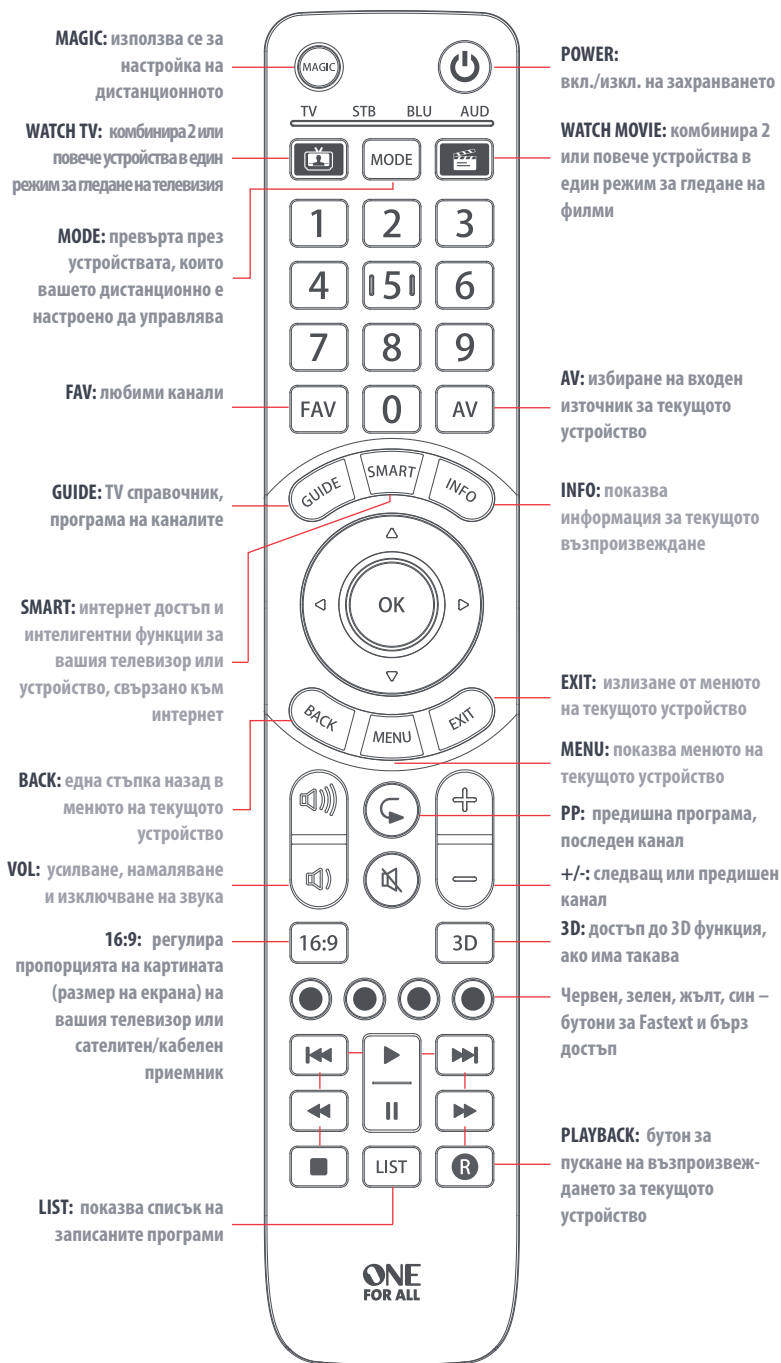 MAGIC: използва се за
настройка на
дистанционното
WATCH TV: комбинира 2 или
повече устройства в един
режим за гледане на телевизия
MODE: превърта през
устройствата, които
вашето дистанционно е
настроено да управлява
FAV: любими канали
GUIDE: TV справочник,
програма на каналите
SMART: интернет достъп и
интелигентни функции за
вашия телевизор или
устройство, свързано към
интернет
BACK: една стъпка назад в
менюто на текущото
устройство
VOL: усилване, намаляване
и изключване на звука
16:9: регулира
пропорцията на картината
(размер на екрана) на
вашия телевизор или
сателитен/кабелен
приемник
LIST: показва списък на
записаните програми
MAGIC
TV STB BLU AUD
MODE
1 2 3
4 5 6
7 8 9
FAV 0 AV
GUIDE SMART INFO
OK
BACK MENU EXIT
16:9 3D
LIST R
ONE
FOR ALL
POWER:
вкл./изкл. на захранването
WATCH MOVIE: комбинира 2
или повече устройства в
един режим за гледане на
филми
AV: избиране на входен
източник за текущото
устройство
INFO: показва
информация за текущото
възпроизвеждане
EXIT: излизане от менюто
на текущото устройство
MENU: показва менюто на
текущото устройство
PP: предишна програма,
последен канал
+/-: следващ или предишен
канал
3D: достъп до 3D функция,
ако има такава
Червен, зелен, жълт, син –
бутони за Fastext и бърз
достъп
PLAYBACK: бутон за
пускане на възпроизвеж-
дането за текущото
устройство